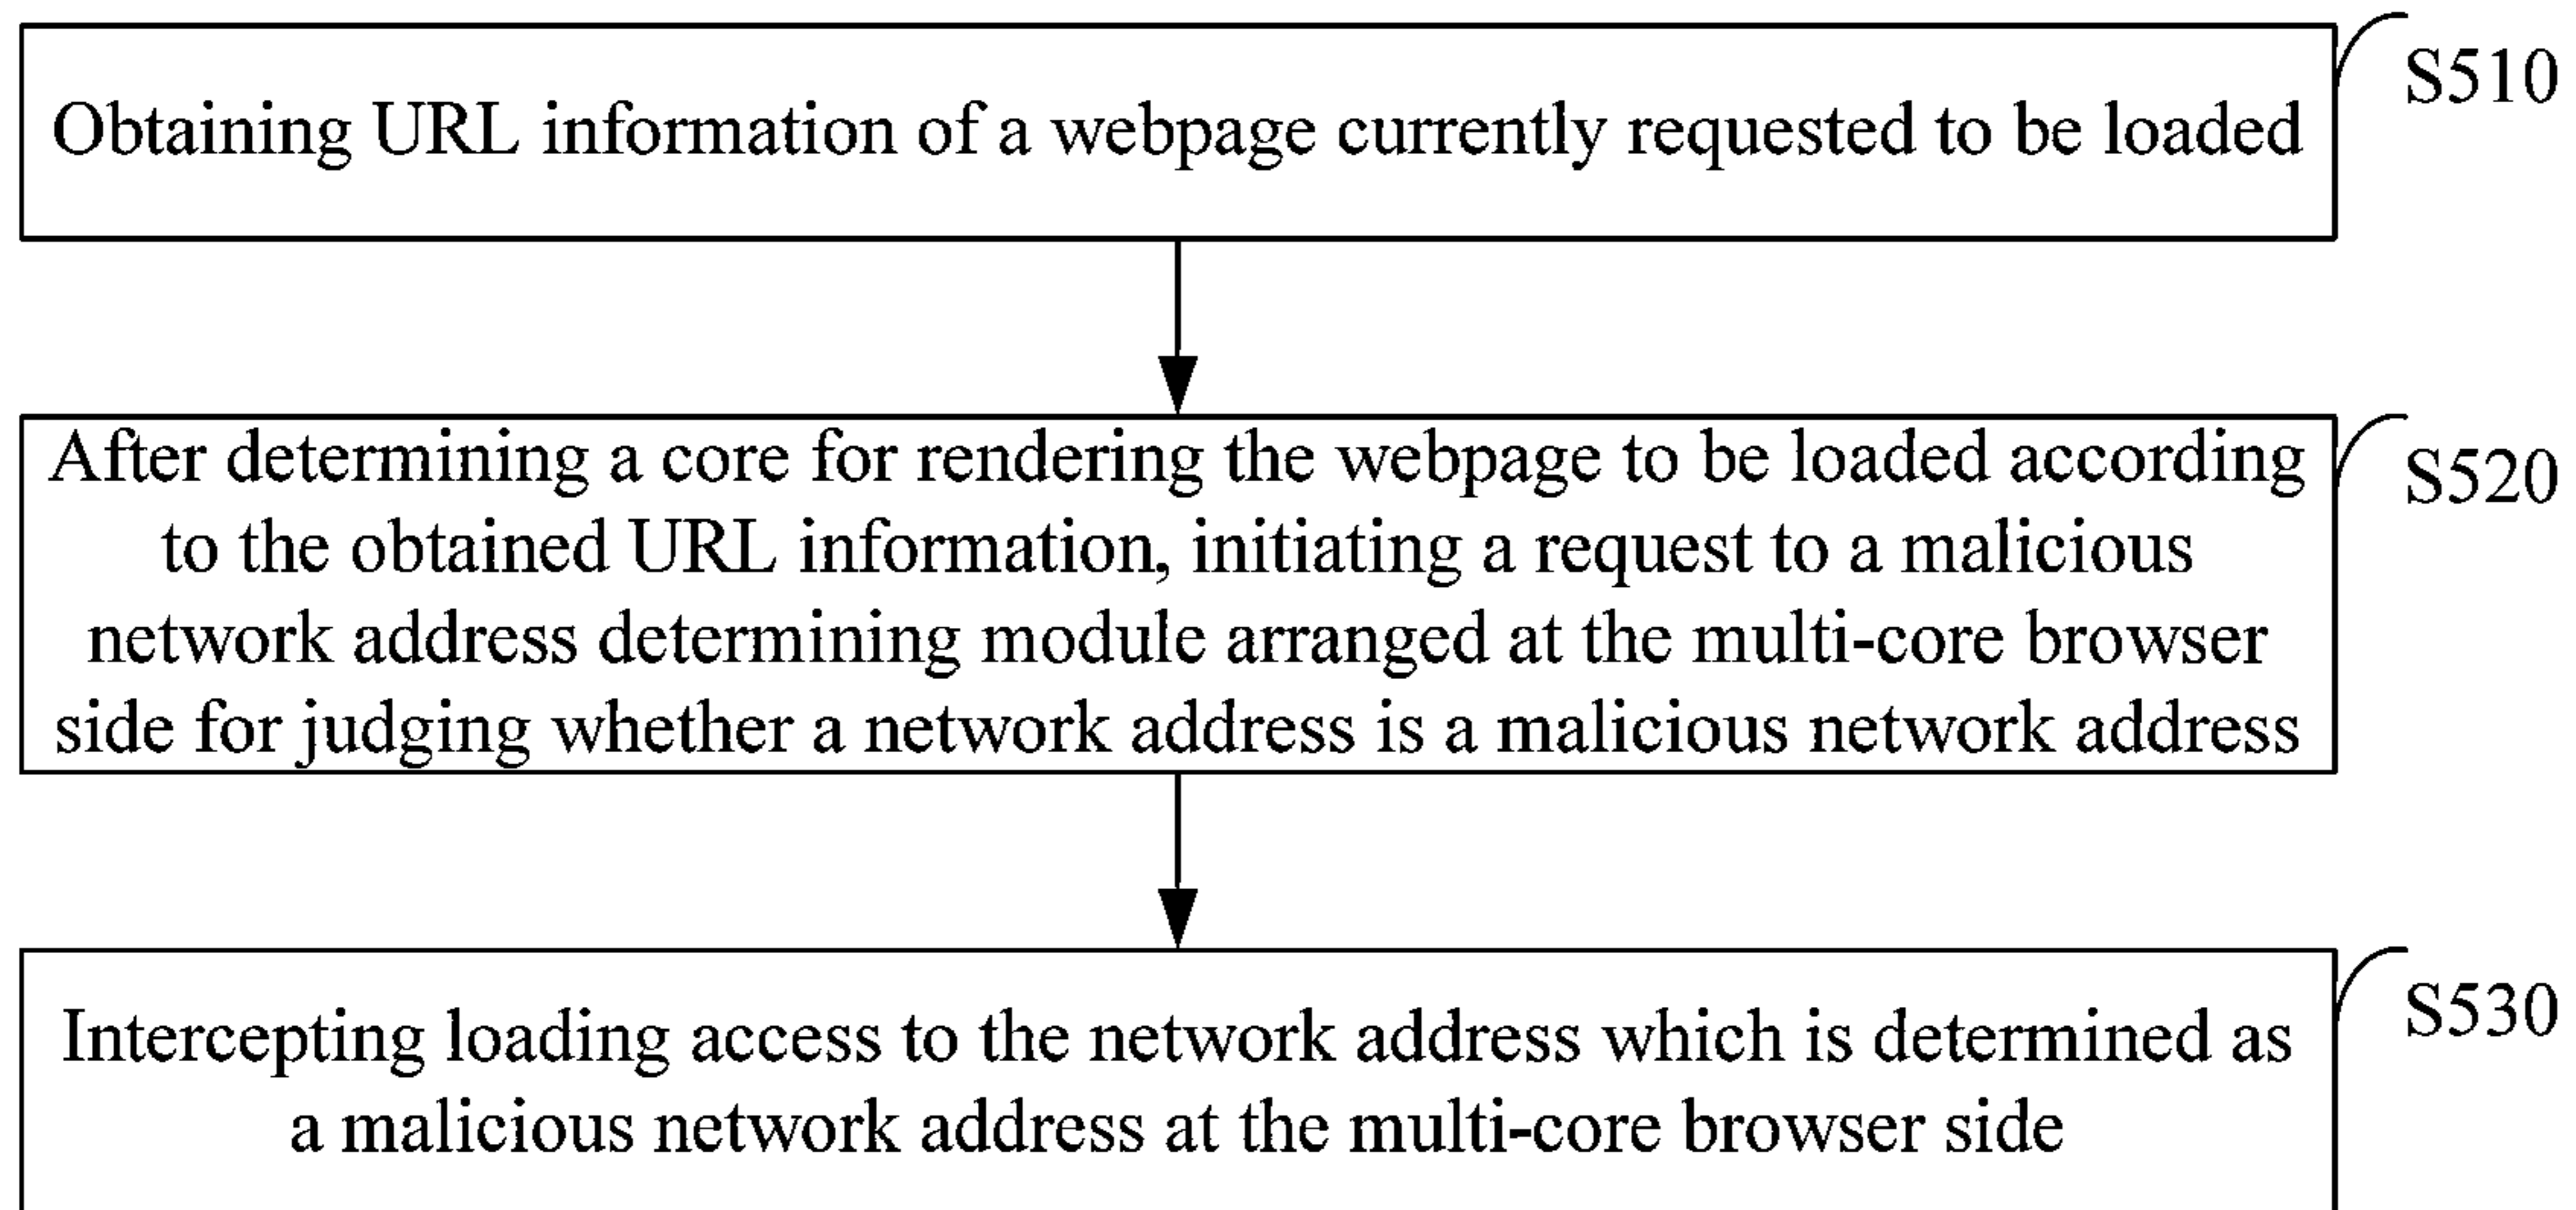 Obtaining URL information of a webpage currently requested to be loaded
S510
After determining a core for rendering the webpage to be loaded according
to the obtained URL information, initiating a request to a malicious
network address determining module arranged at the multi-core browser
side for judging whether a network address is a malicious network address
S520
Intercepting loading access to the network address which is determined as
a malicious network address at the multi-core browser side
S530